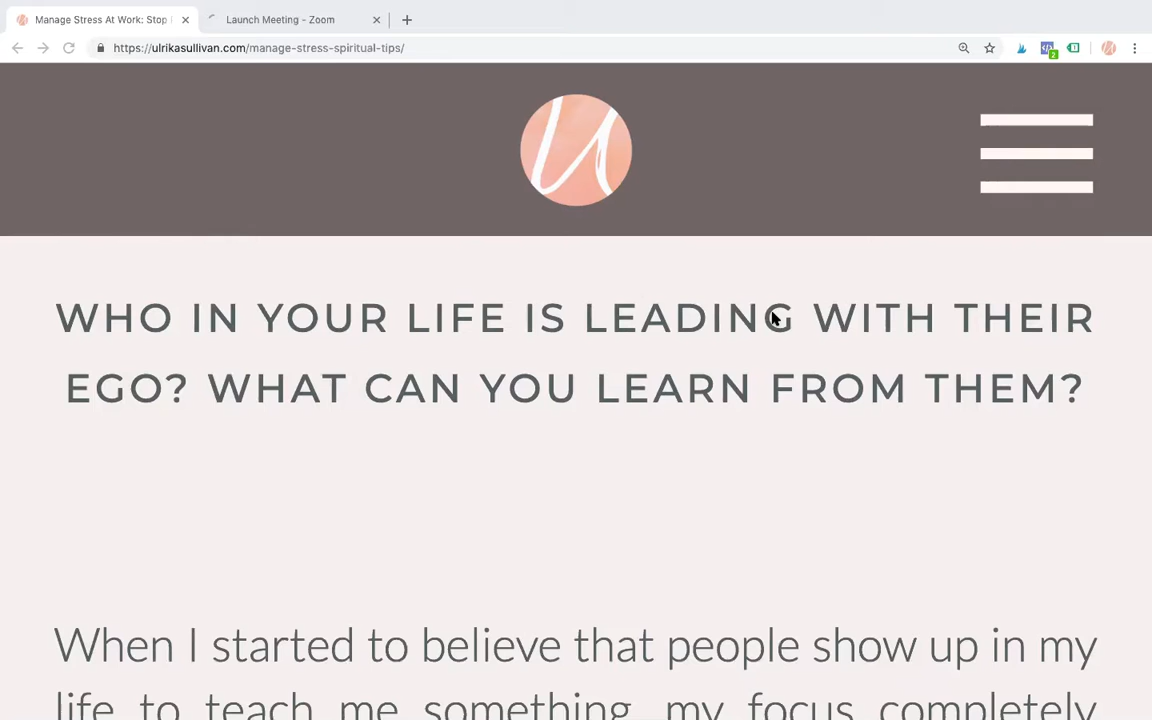 Manage Stress At Work: Stop
Launch Meeting - Zoom
https://ulrikasullivan.com/manage-stress-spiritual-tips/
2
U
WHO IN YOUR LIFE IS LEADING WITH THEIR
EGO? WHAT CAN YOU LEARN FROM THEM?
When I started to believe that people show up in my
life to teach me something, my focus completely